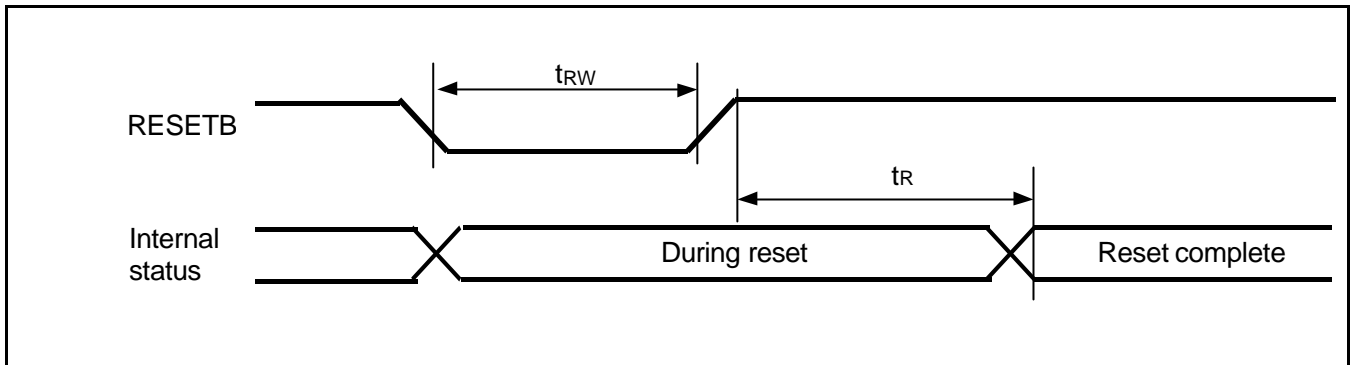 tRW
RESETB
tR
Internal
status
During reset
Reset complete